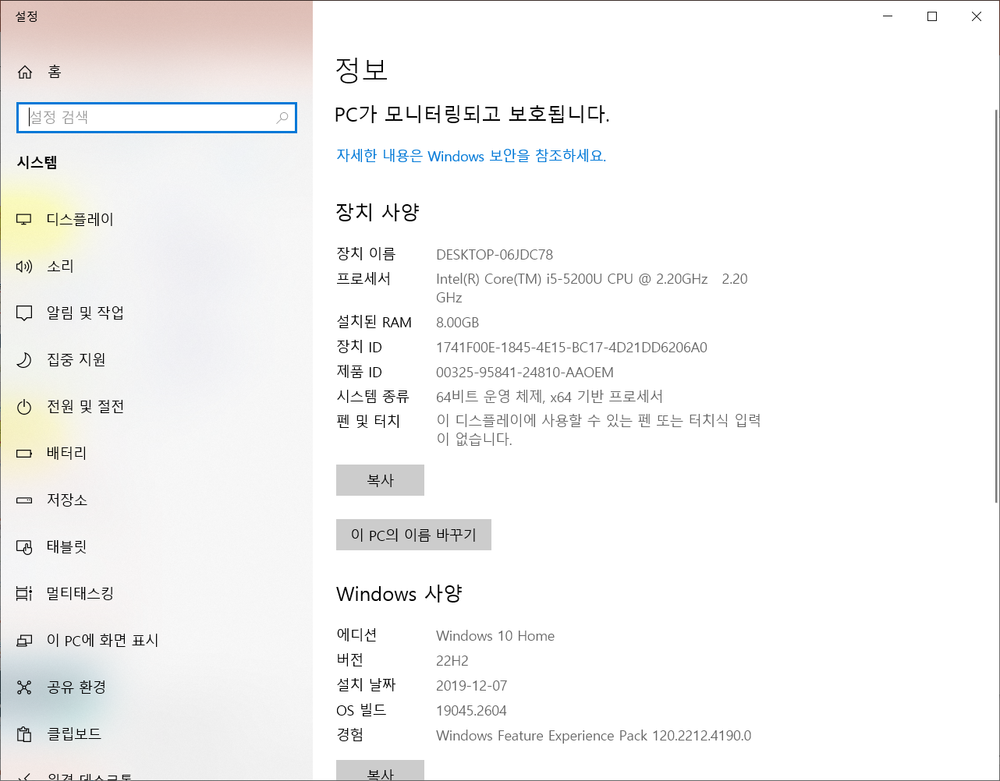 설정
홈
설정 검색
시스템
디스플레이
소리
알림 및 작업
집중 지원
전원 및 절전
배터리
저장소
태블릿
멀티태스킹
이 PC에 화면 표시
공유 환경
클립보드
원격 데스크톱
정보
PC가 모니터링되고 보호됩니다.
자세한 내용은 Windows 보안을 참조하세요.
장치 사양
장치 이름 DESKTOP-06JDC78
프로세서 Intel(R) Core(TM) i5-5200U CPU @ 2.20GHz 2.20
GHz
설치된 RAM 8.00GB
장치 ID 1741F00E-1845-4E15-BC17-4D21DD6206A0
제품 ID 00325-95841-24810-AAOEM
시스템 종류 64비트 운영 체제, x64 기반 프로세서
펜 및 터치 이 디스플레이에 사용할 수 있는 펜 또는 터치식 입력
이 없습니다.
복사
이 PC의 이름 바꾸기
Windows 사양
에디션 Windows 10 Home
버전 22H2
설치 날짜 2019-12-07
OS 빌드 19045.2604
경험 Windows Feature Experience Pack 120.2212.4190.0
복사